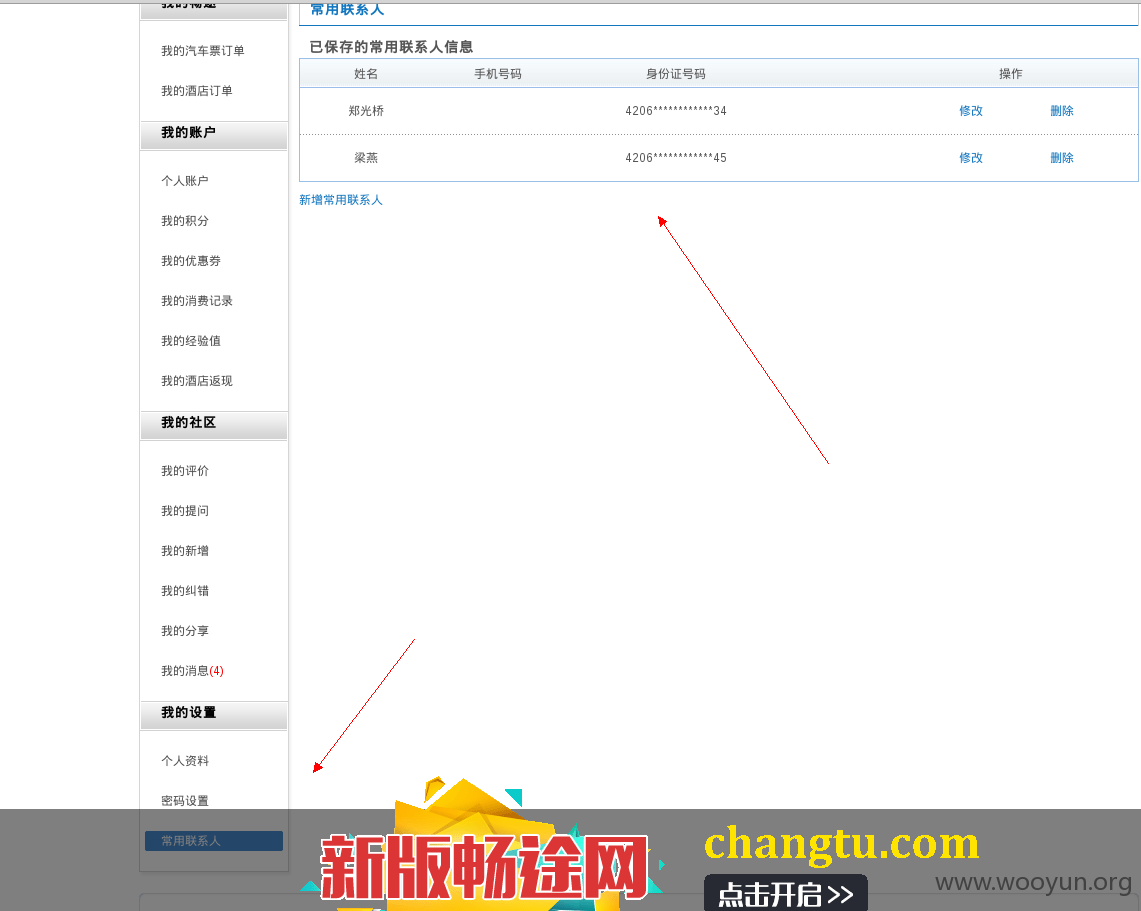 我的畅途
我的汽车票订单
我的酒店订单
我的账户
个人账户
我的积分
我的优惠券
我的消费记录
我的经验值
我的酒店返现
我的社区
我的评价
我的提问
我的新增
我的纠错
我的分享
我的消息(4)
我的设置
个人资料
密码设置
常用联系人
常用联系人
已保存的常用联系人信息
姓名 手机号码 身份证号码 操作
郑光桥 4206************34 修改 删除
梁燕 4206************45 修改 删除
新增常用联系人
新版畅途网
changtu.com
点击开启>>
www.wooyun.org